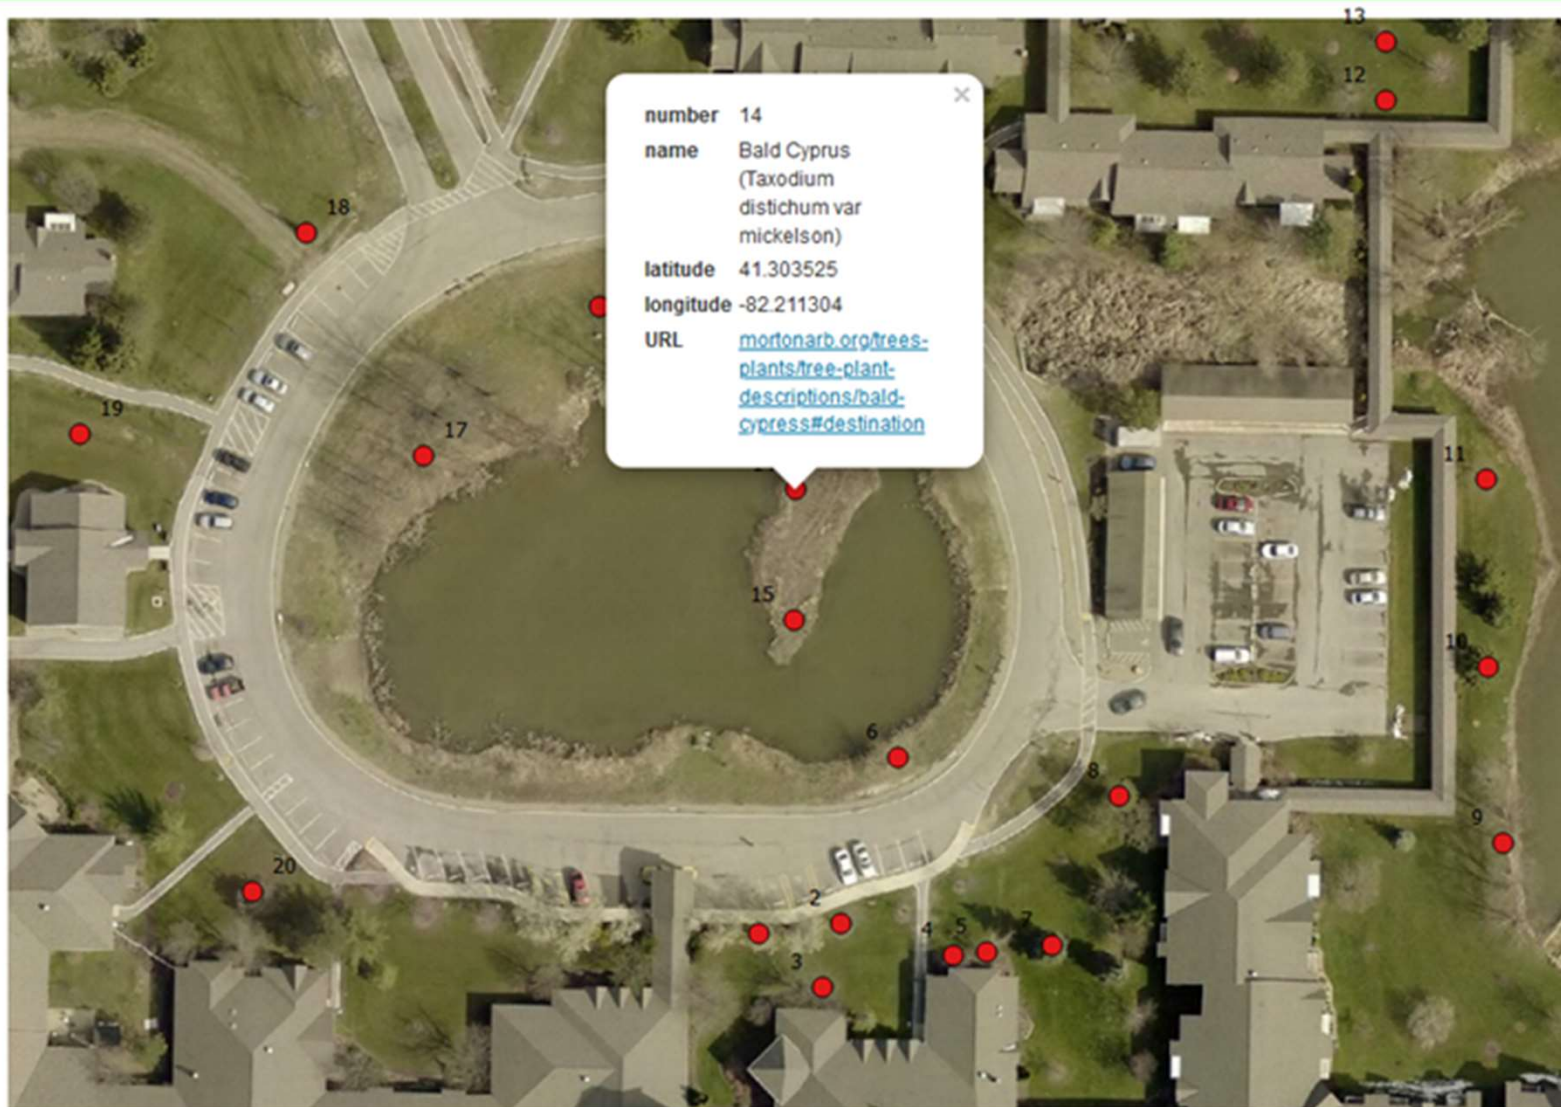 13
12
number 14
name Bald Cyprus
(Taxodium
distichum var
mickelson)
latitude 41.303525
longitude -82.211304
URL mortonarb.org/trees-
plants/tree-plant-
descriptions/bald-
cypress#destination
18
19
17
11
15
10
6
8
9
20
2
4
5
7
3